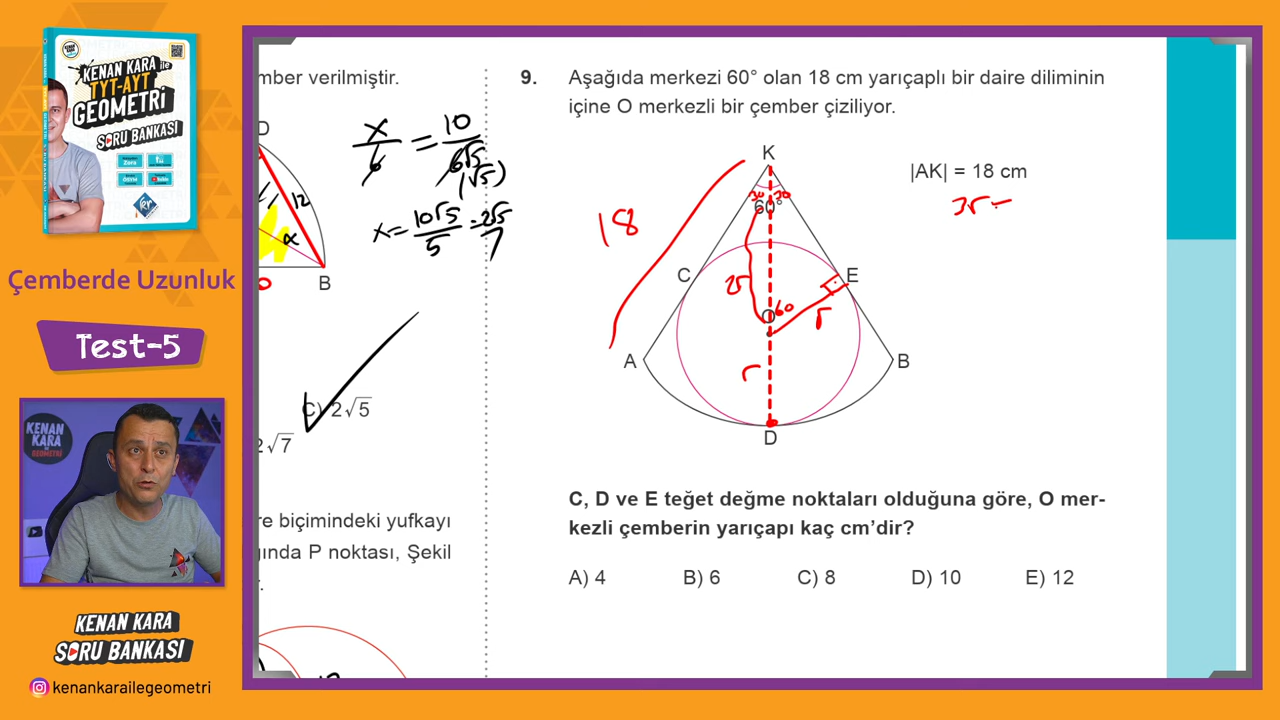 KENAN KARA ile
TYT-AYT
GEOMETRİ
SORU BANKASI
Çemberde Uzunluk
Test-5
KENAN KARA
GEOMETRİ
KENAN KARA
SORU BANKASI
kenankarailegeometri
mber verilmiştir.
D
12
α
B
x/6 = 10/6√5
(√5)
x = 10√5/5 = 2√5
C) 2√5
2√7
re biçimindeki yufkayı
ında P noktası, Şekil
9. Aşağıda merkezi 60° olan 18 cm yarıçaplı bir daire diliminin
içine O merkezli bir çember çiziliyor.
K
|AK| = 18 cm
30 30
60°
18
C
E
2r
O
60
r
A
B
r
D
C, D ve E teğet değme noktaları olduğuna göre, O mer-
kezli çemberin yarıçapı kaç cm'dir?
A) 4 B) 6 C) 8 D) 10 E) 12